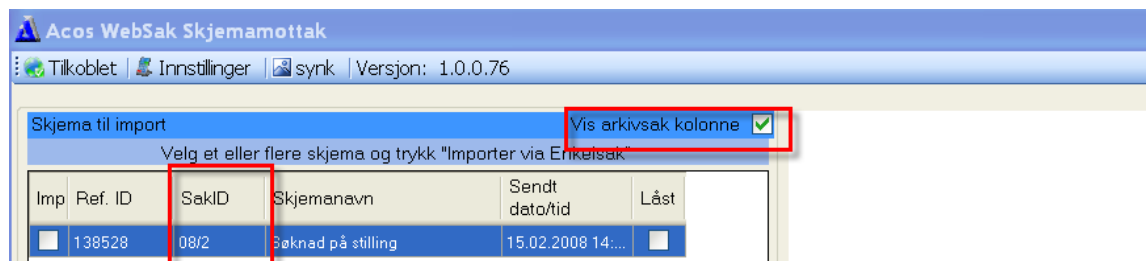 Acos WebSak Skjemamottak
Tilkoblet Innstillinger synk Versjon: 1.0.0.76
Skjema til import Vis arkivsak kolonne
Velg et eller flere skjema og trykk "Importer via Enkelsak"
Imp Ref. ID SakID Skjemanavn Sendt dato/tid Låst
138528 08/2 Søknad på stilling 15.02.2008 14:...